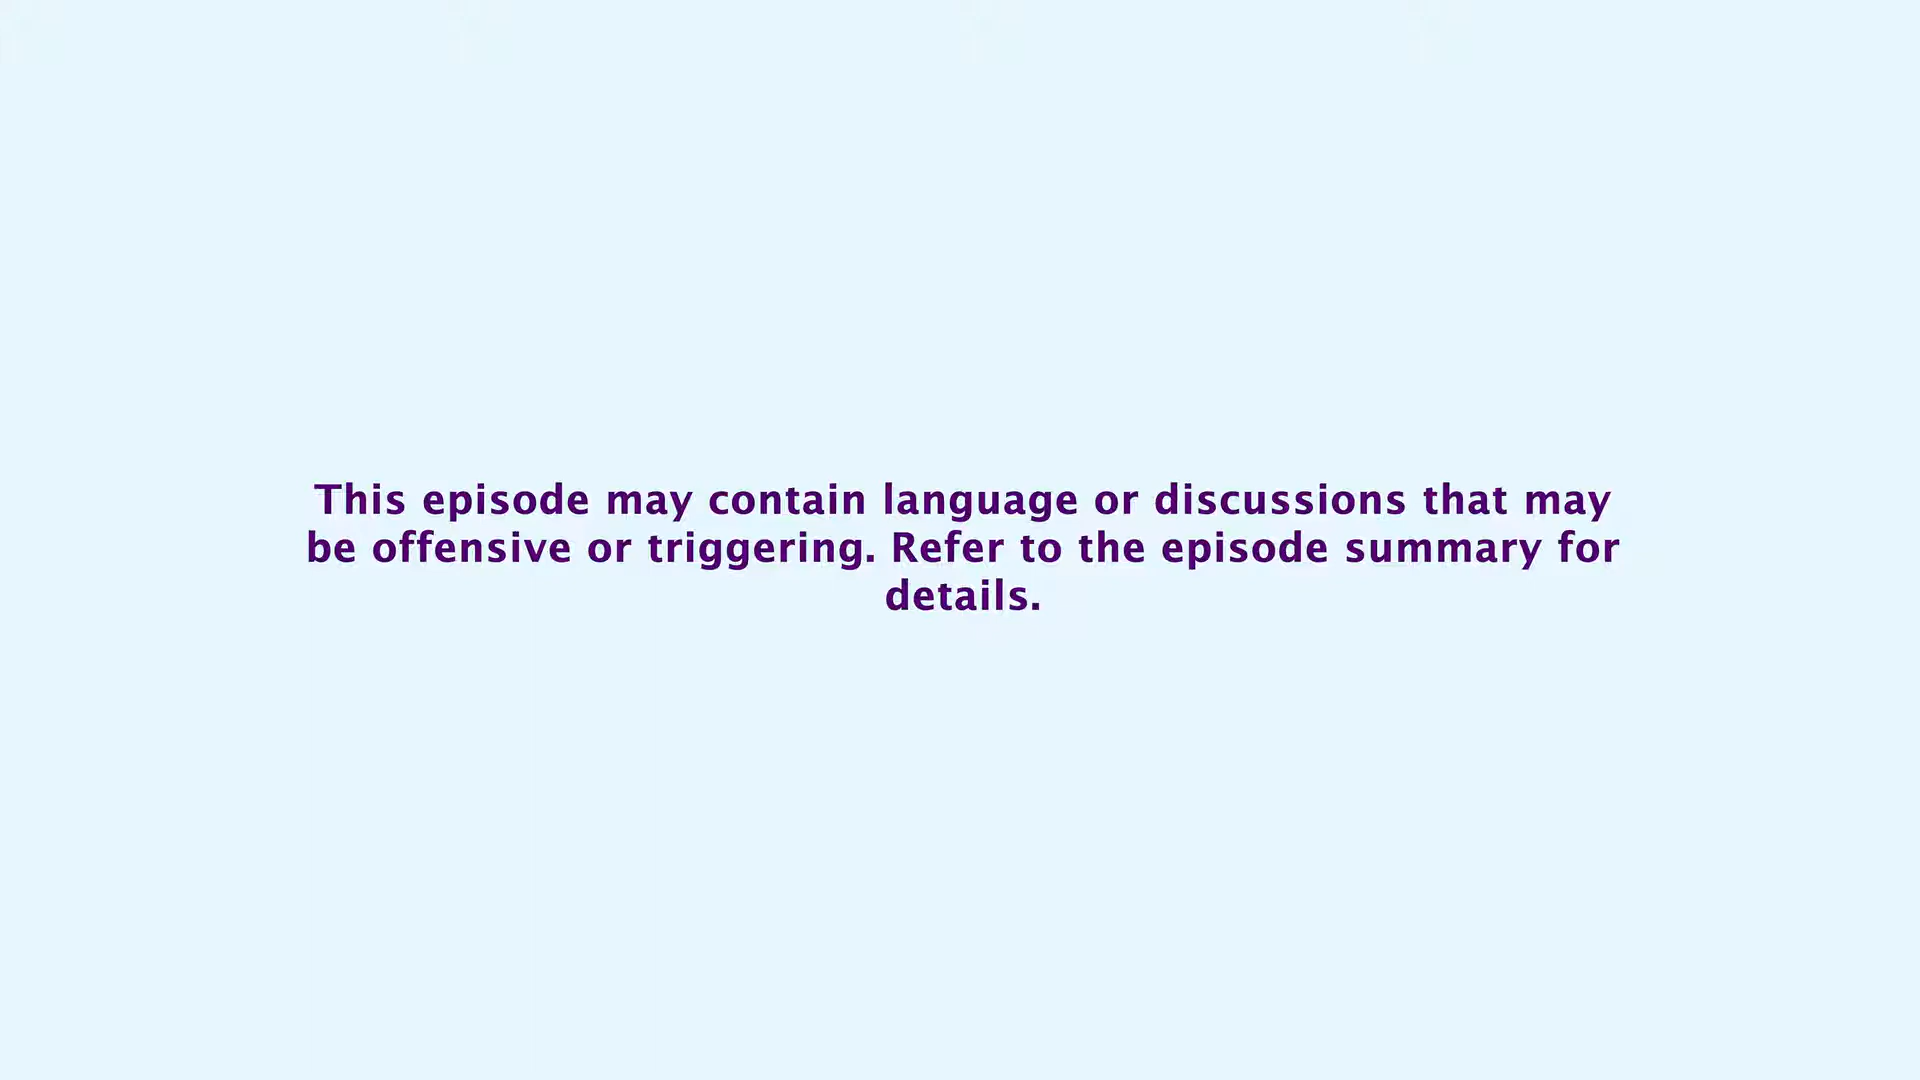 This episode may contain language or discussions that may
be offensive or triggering. Refer to the episode summary for
details.